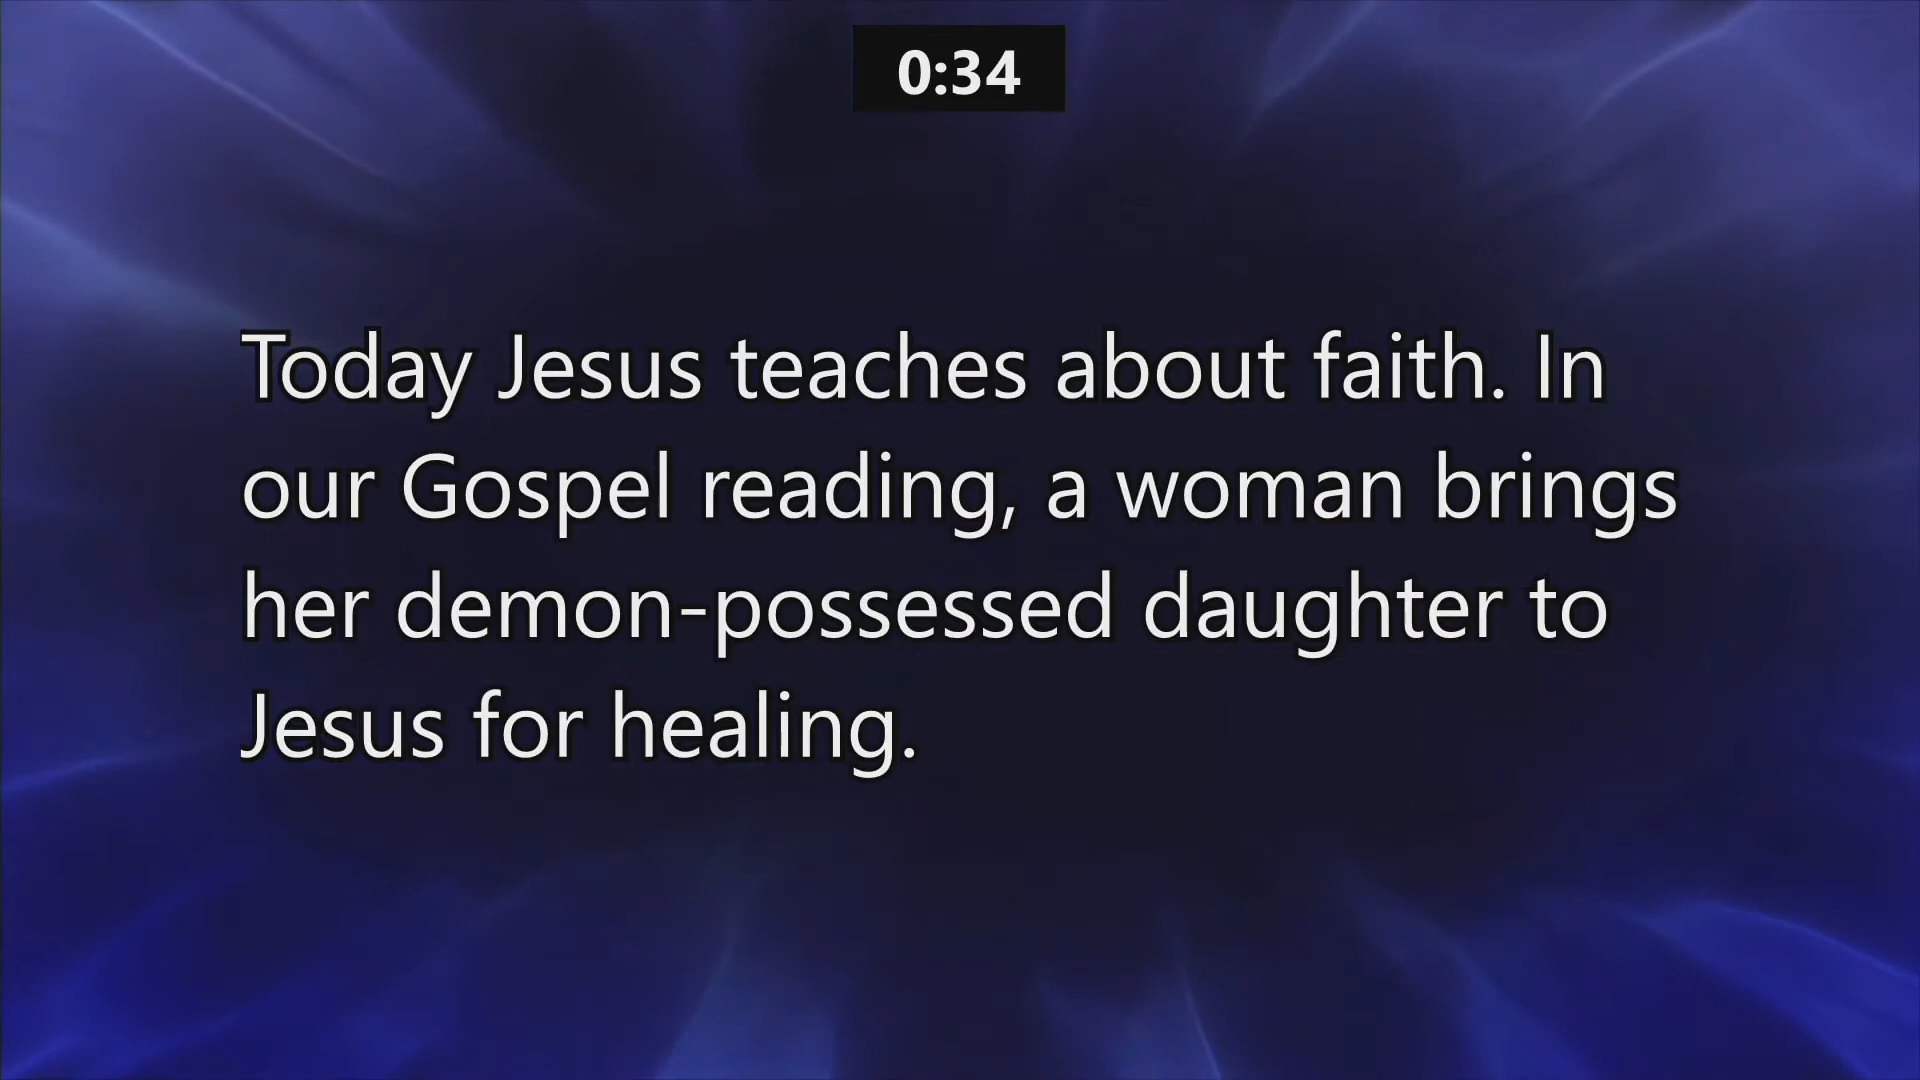 0:34
Today Jesus teaches about faith. In
our Gospel reading, a woman brings
her demon-possessed daughter to
Jesus for healing.